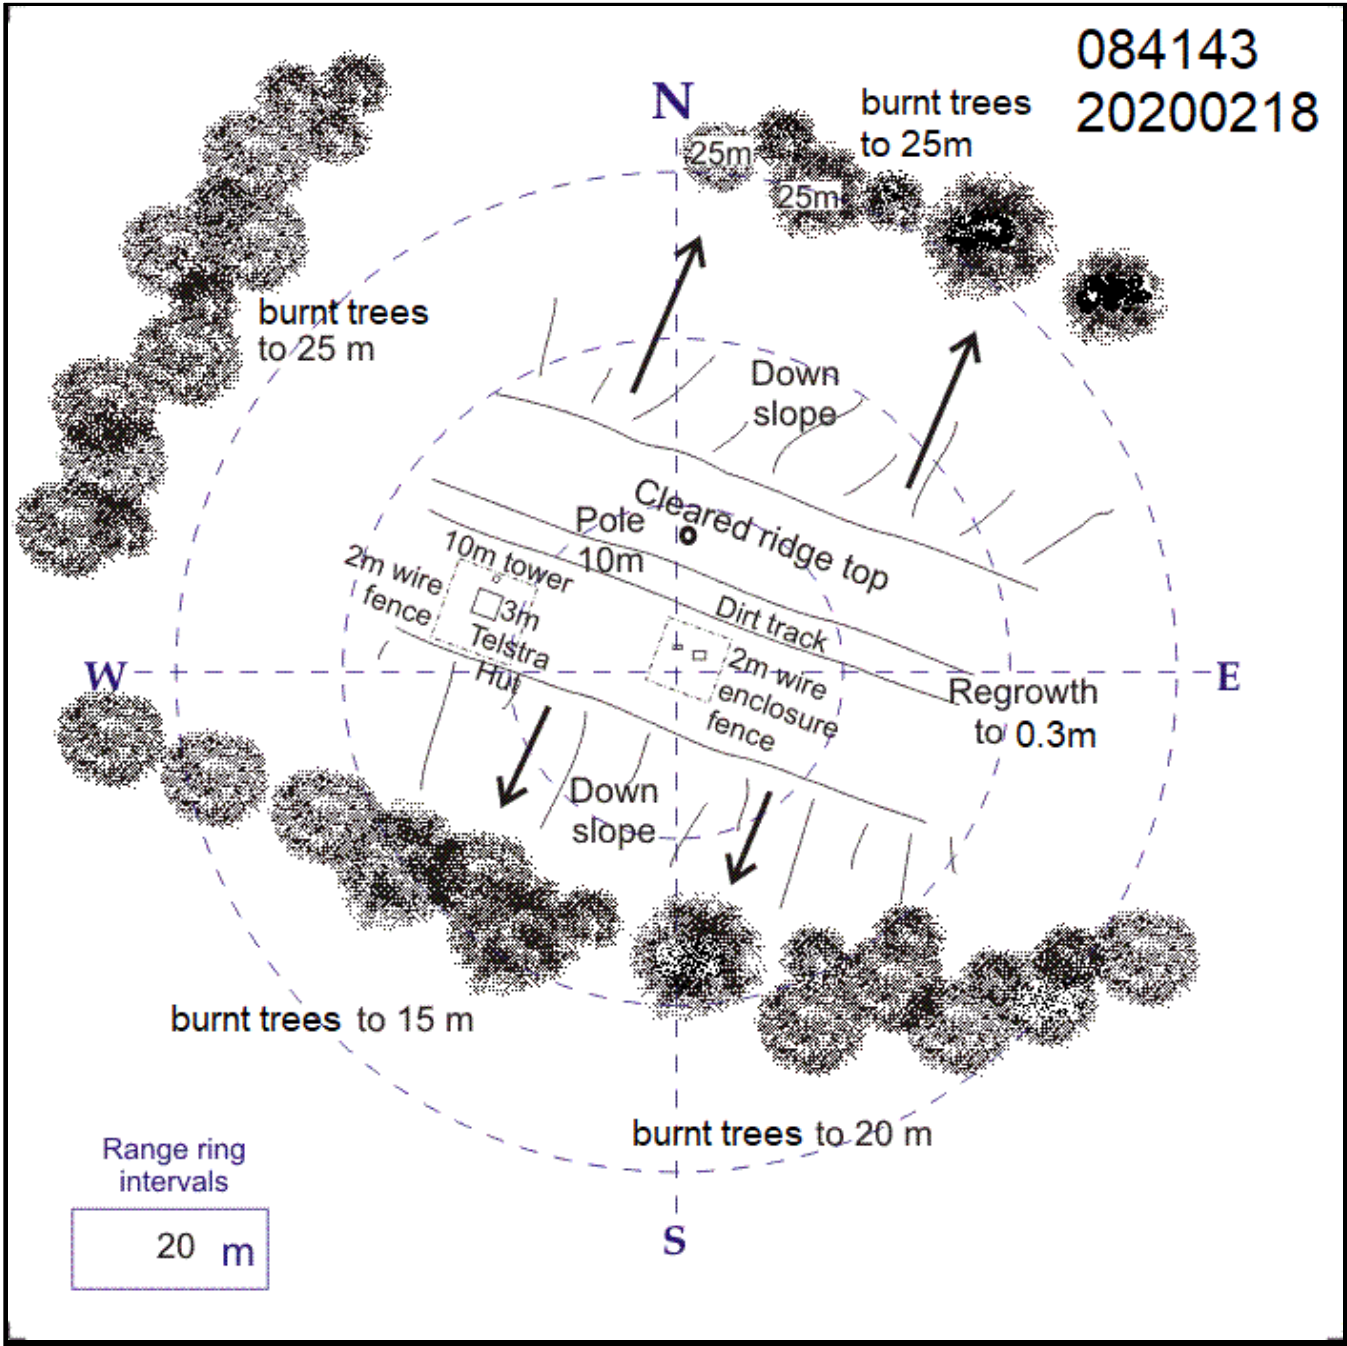 084143
20200218
N
burnt trees
to 25m
25m
25m
burnt trees
to 25 m
Down
slope
Cleared ridge top
Pole
10m
10m tower
2m wire
fence
3m
Telstra
Hut
Dirt track
2m wire
enclosure
fence
W
E
Regrowth
to 0.3m
Down
slope
burnt trees to 15 m
burnt trees to 20 m
Range ring
intervals
20 m
S